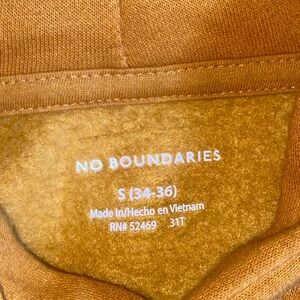 NO BOUNDARIES
S (34-36)
Made In/Hecho en Vietnam
RN# 52469 31T